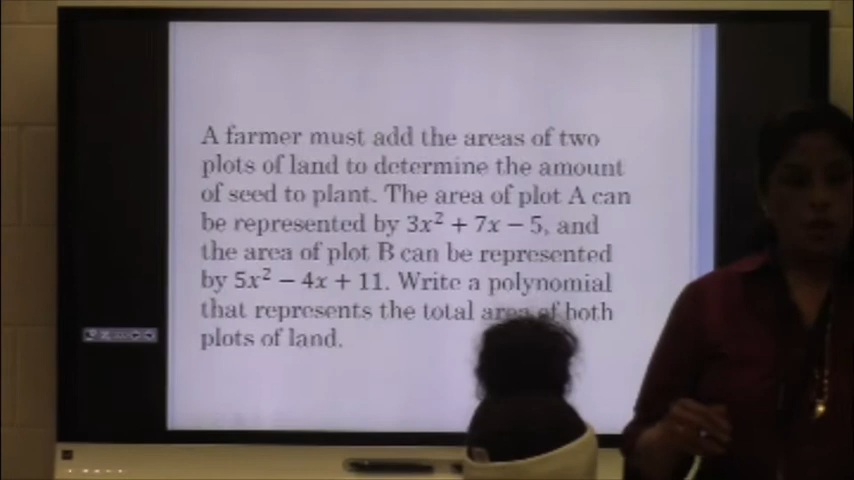 A farmer must add the areas of two
plots of land to determine the amount
of seed to plant. The area of plot A can
be represented by 3x² + 7x − 5, and
the area of plot B can be represented
by 5x² − 4x + 11. Write a polynomial
that represents the total area of both
plots of land.